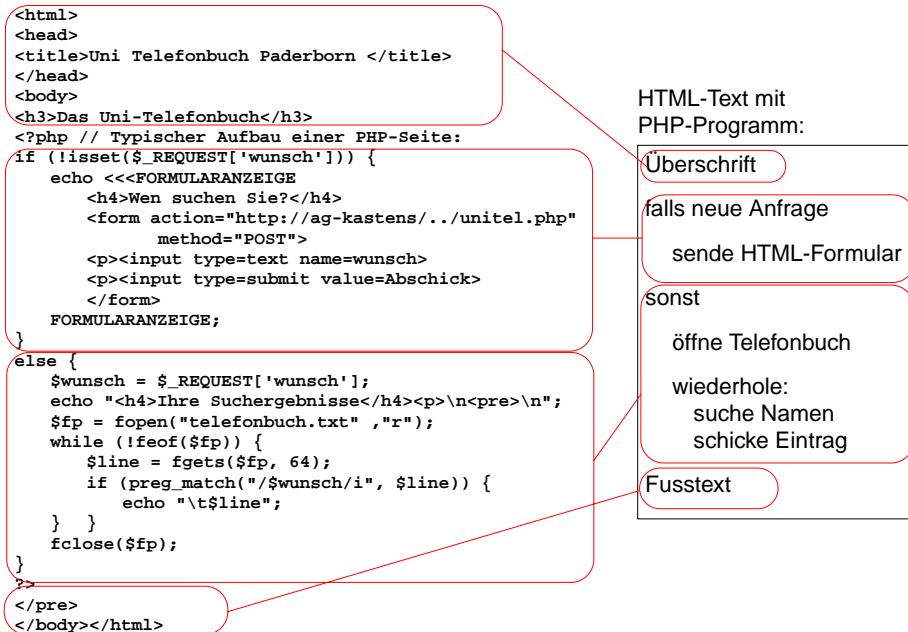 <html>
<head>
<title>Uni Telefonbuch Paderborn </title>
</head>
<body>
<h3>Das Uni-Telefonbuch</h3>
<?php // Typischer Aufbau einer PHP-Seite:
if (!isset($_REQUEST['wunsch'])) {
echo <<<FORMULARANZEIGE
<h4>Wen suchen Sie?</h4>
<form action="http://ag-kastens/../unitel.php"
method="POST">
<p><input type=text name=wunsch>
<p><input type=submit value=Abschick>
</form>
FORMULARANZEIGE;
}
else {
$wunsch = $_REQUEST['wunsch'];
echo "<h4>Ihre Suchergebnisse</h4><p>\n<pre>\n";
$fp = fopen("telefonbuch.txt" ,"r");
while (!feof($fp)) {
$line = fgets($fp, 64);
if (preg_match("/$wunsch/i", $line)) {
echo "\t$line";
} }
fclose($fp);
}
?>
</pre>
</body></html>
HTML-Text mit
PHP-Programm:
Überschrift
falls neue Anfrage
sende HTML-Formular
sonst
öffne Telefonbuch
wiederhole:
suche Namen
schicke Eintrag
Fusstext